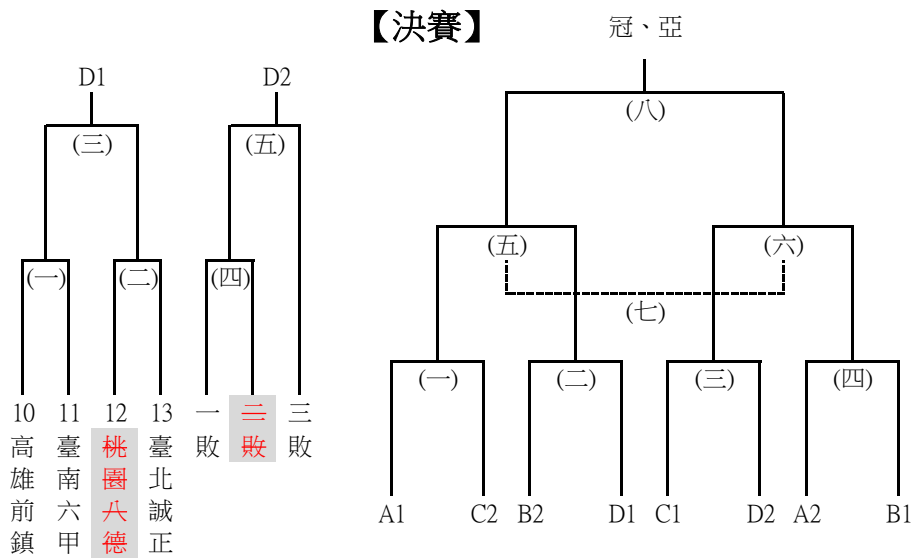 【決賽】
冠、亞
D1
D2
(三)
(五)
(一)
(二)
(四)
10
高雄前鎮
11
臺南六甲
12
桃園八德
13
臺北誠正
一敗
二敗
三敗
(八)
(五)
(六)
(七)
(一)
(二)
(三)
(四)
A1
C2
B2
D1
C1
D2
A2
B1